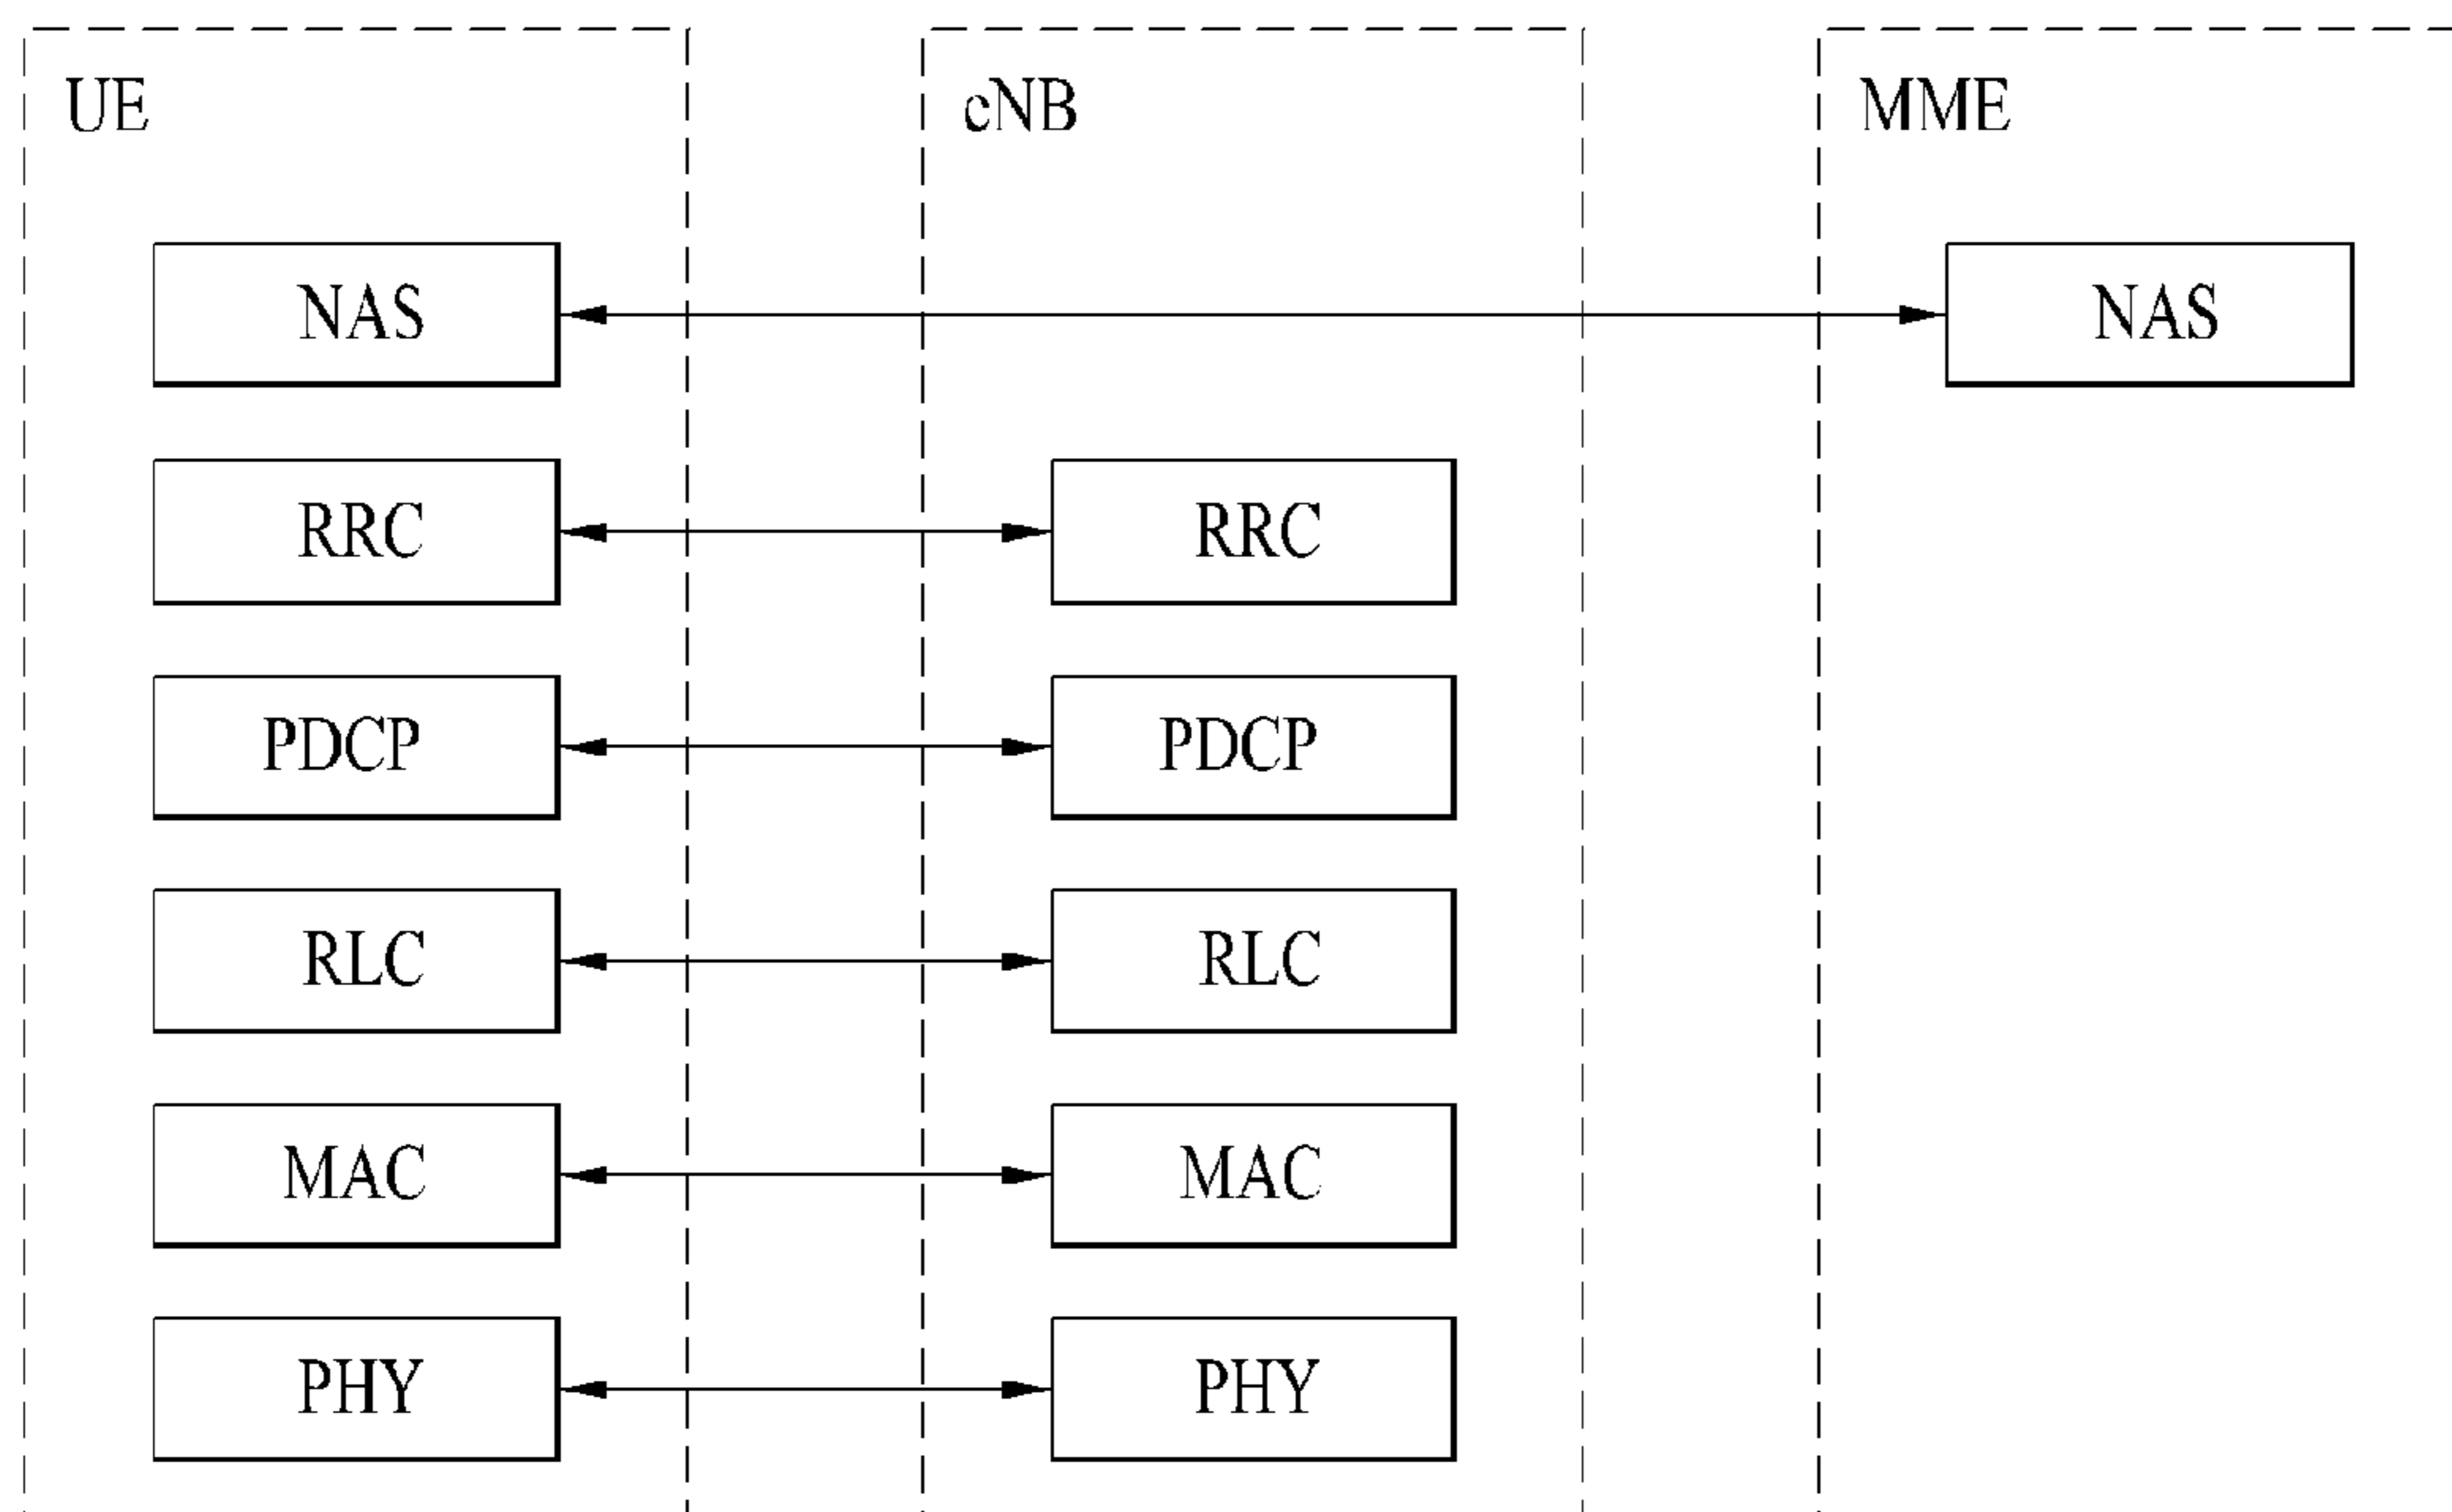 UE cNB MME
NAS NAS
RRC RRC
PDCP PDCP
RLC RLC
MAC MAC
PHY PHY